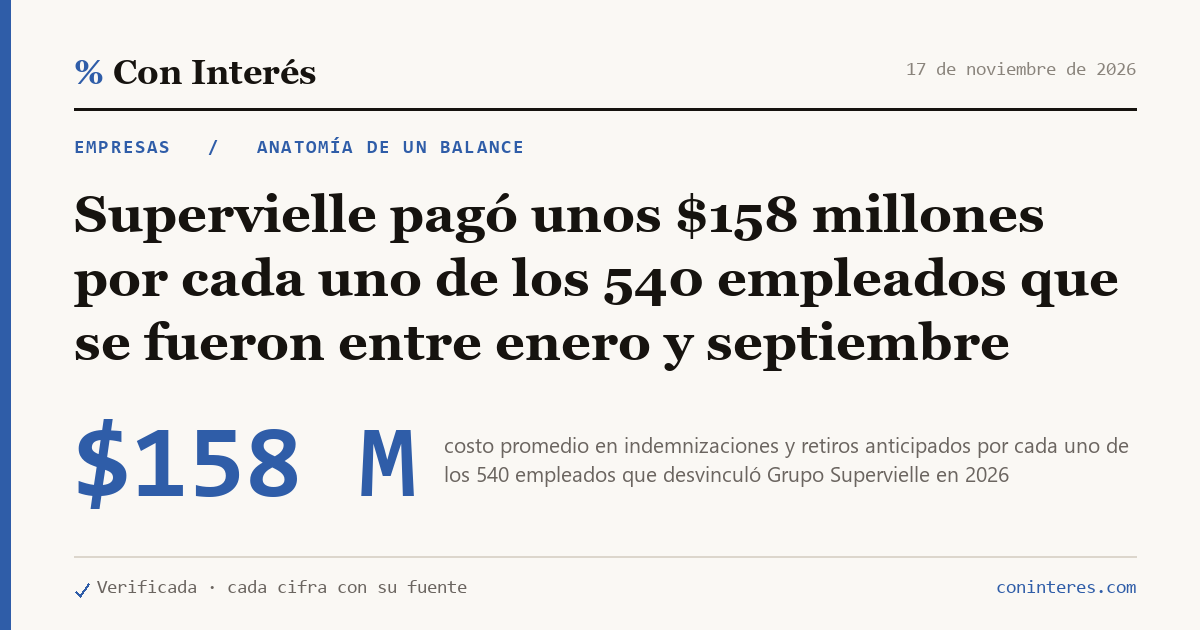 % Con Interés
17 de noviembre de 2026
EMPRESAS / ANATOMÍA DE UN BALANCE
Supervielle pagó unos $158 millones
por cada uno de los 540 empleados que
se fueron entre enero y septiembre
$158 M
costo promedio en indemnizaciones y retiros anticipados por cada uno de
los 540 empleados que desvinculó Grupo Supervielle en 2026
✓ Verificada · cada cifra con su fuente
coninteres.com